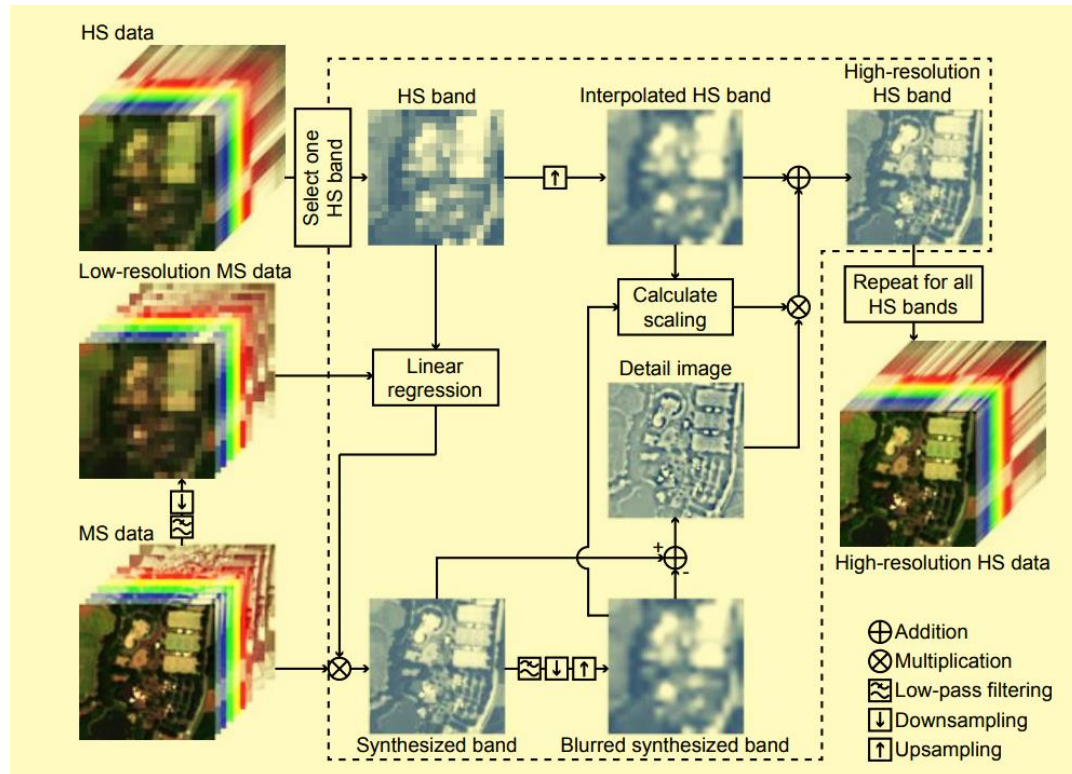 HS data
Select one
HS band
HS band
Interpolated HS band
High-resolution
HS band
Low-resolution MS data
Calculate
scaling
Repeat for all
HS bands
Linear
regression
Detail image
MS data
+
-
High-resolution HS data
Synthesized band
Blurred synthesized band
Addition
Multiplication
Low-pass filtering
Downsampling
Upsampling